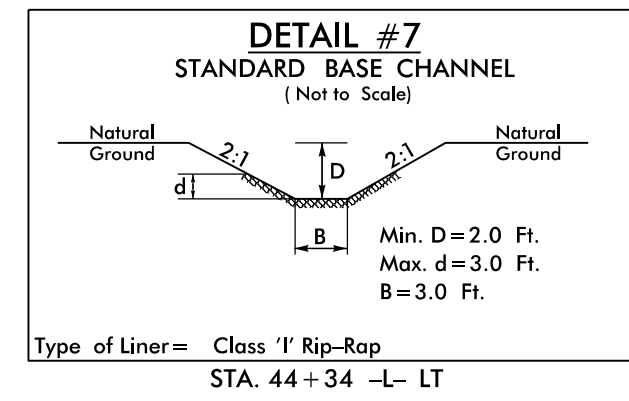 DETAIL #7
STANDARD BASE CHANNEL
( Not to Scale)
Natural
Ground
2:1
D
2:1
Natural
Ground
d
B
Min. D=2.0 Ft.
Max. d=3.0 Ft.
B=3.0 Ft.
Type of Liner= Class 'I' Rip-Rap
STA. 44+34 -L- LT